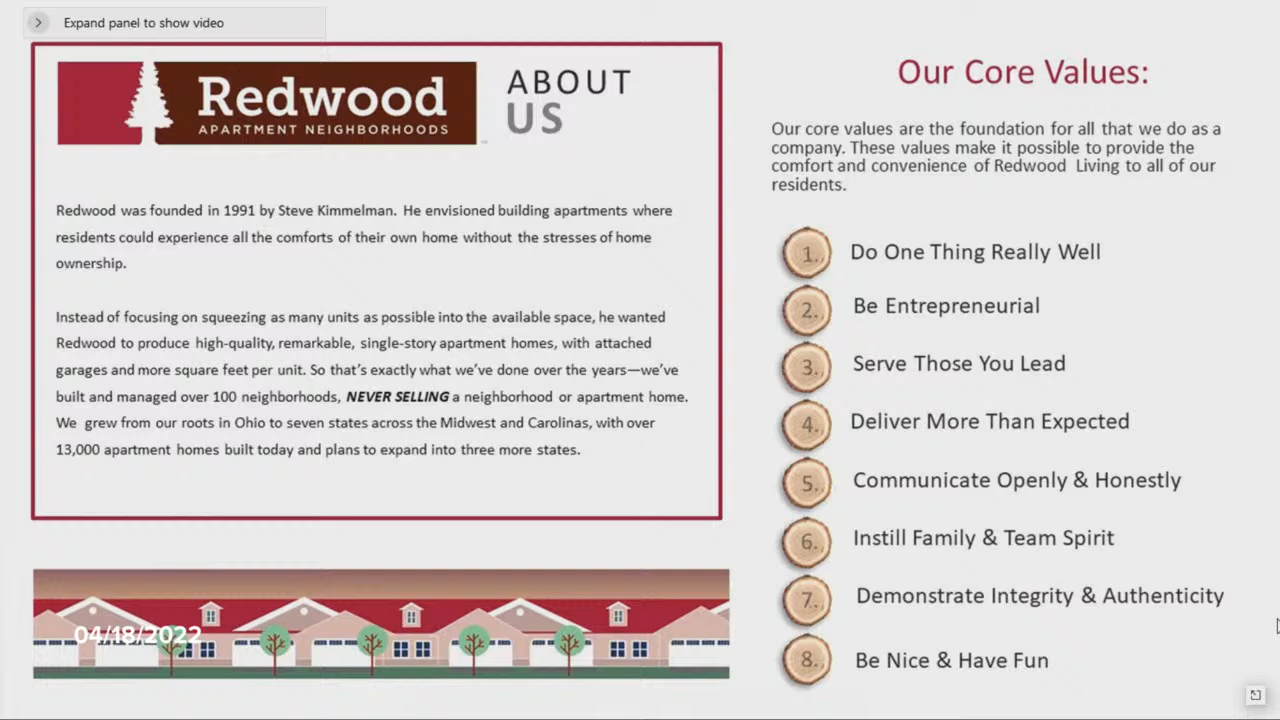 Expand panel to show video
Redwood
APARTMENT NEIGHBORHOODS
ABOUT
US
Redwood was founded in 1991 by Steve Kimmelman. He envisioned building apartments where
residents could experience all the comforts of their own home without the stresses of home
ownership.
Instead of focusing on squeezing as many units as possible into the available space, he wanted
Redwood to produce high-quality, remarkable, single-story apartment homes, with attached
garages and more square feet per unit. So that's exactly what we've done over the years—we've
built and managed over 100 neighborhoods, NEVER SELLING a neighborhood or apartment home.
We grew from our roots in Ohio to seven states across the Midwest and Carolinas, with over
13,000 apartment homes built today and plans to expand into three more states.
04/18/2022
Our Core Values:
Our core values are the foundation for all that we do as a
company. These values make it possible to provide the
comfort and convenience of Redwood Living to all of our
residents.
1. Do One Thing Really Well
2. Be Entrepreneurial
3. Serve Those You Lead
4. Deliver More Than Expected
5. Communicate Openly & Honestly
6. Instill Family & Team Spirit
7. Demonstrate Integrity & Authenticity
8. Be Nice & Have Fun